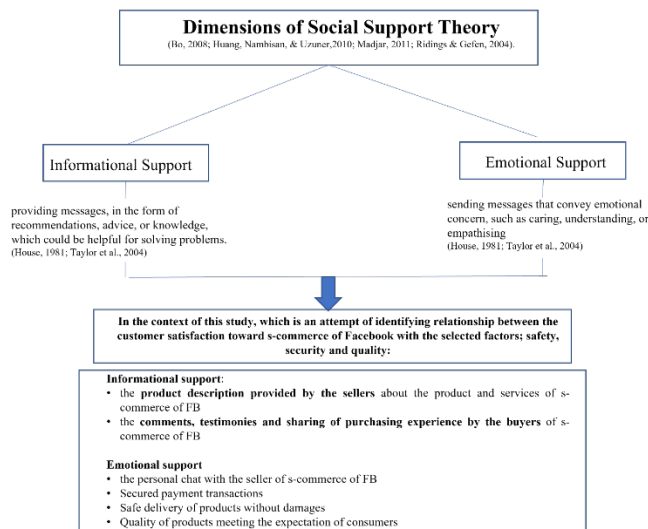 Dimensions of Social Support Theory
(Bo, 2008; Huang, Nambisan, & Uzuner,2010; Madjar, 2011; Ridings & Gefen, 2004).
Informational Support
Emotional Support
providing messages, in the form of
recommendations, advice, or knowledge,
which could be helpful for solving problems.
(House, 1981; Taylor et al., 2004)
sending messages that convey emotional
concern, such as caring, understanding, or
empathising
(House, 1981; Taylor et al., 2004)
In the context of this study, which is an attempt of identifying relationship between the
customer satisfaction toward s-commerce of Facebook with the selected factors; safety,
security and quality:
Informational support:
• the product description provided by the sellers about the product and services of s-
commerce of FB
• the comments, testimonies and sharing of purchasing experience by the buyers of s-
commerce of FB
Emotional support
• the personal chat with the seller of s-commerce of FB
• Secured payment transactions
• Safe delivery of products without damages
• Quality of products meeting the expectation of consumers